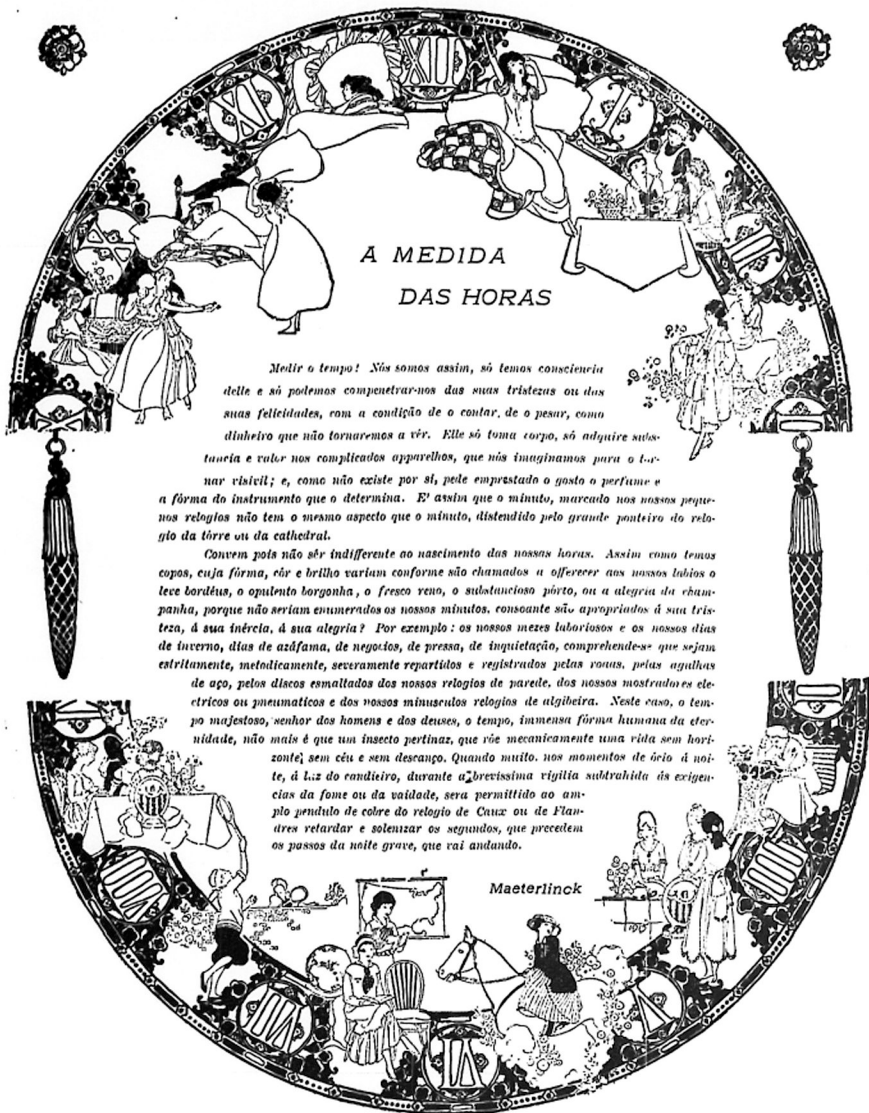 XII
XI
I
X
II
A MEDIDA
DAS HORAS
Medir o tempo! Nós somos assim, só temos consciencia
delle e só podemos compenetrar-nos das suas tristezas ou das
suas felicidades, com a condição de o contar, de o pesar, como
dinheiro que não tornaremos a vêr. Elle só toma corpo, só adquire subs-
tancia e valor nos complicados apparelhos, que nós imaginamos para o tor-
nar visivil; e, como não existe por si, pede emprestado o gosto o perfume e
a fórma do instrumento que o determina. E' assim que o minuto, marcado nos nossos peque-
nos relogios não tem o mesmo aspecto que o minuto, distendido pelo grande ponteiro do relo-
gio da tôrre ou da cathedral.
Convem pois não sêr indifferente ao nascimento das nossas horas. Assim como temos
copos, cuja fórma, côr e brilho variam conforme são chamados a offerecer aos nossos labios o
leve bordéus, o opulento borgonha, o fresco reno, o substancioso pôrto, ou a alegria da cham-
panha, porque não seriam enumerados os nossos minutos, consoante são apropriados á sua tris-
teza, á sua inércia, á sua alegria? Por exemplo: os nossos mezes laboriosos e os nossos dias
de inverno, dias de azáfama, de negocios, de pressa, de inquietação, comprehende-se que sejam
estritamente, metodicamente, severamente repartidos e registrados pelas rodas, pelas agulhas
de aço, pelos discos esmaltados dos nossos relogios de parede, dos nossos mostradores ele-
ctricos ou pneumaticos e dos nossos minusculos relogios de algibeira. Neste caso, o tem-
po majestoso, senhor dos homens e dos deuses, o tempo, immensa fórma humana da eter-
nidade, não mais é que um insecto pertinaz, que róe mecanicamente uma vida sem hori-
zonte, sem céu e sem descanço. Quando muito, nos momentos de ócio á noi-
te, á luz do candieiro, durante a brevissima vigilia subtrahida ás exigen-
cias da fome ou da vaidade, sera permittido ao am-
plo pendulo de cobre do relogio de Caux ou de Flan-
dres retardar e solenizar os segundos, que precedem
os passos da noite grave, que vai andando.
Maeterlinck
VIII
IIII
VII
V
VI